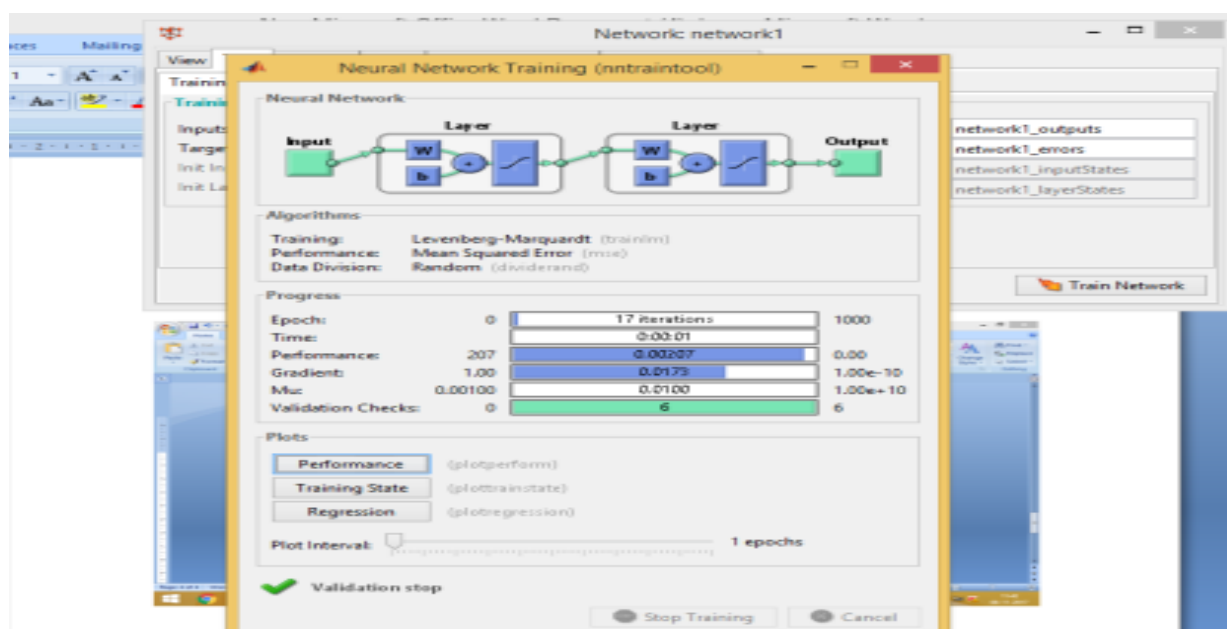 Network: network1
Mailing
View
Neural Network Training (nntraintool)
Neural Network
Input Layer Layer Output
W W
b b
network1_outputs
network1_errors
network1_inputStates
network1_layerStates
Algorithms
Training: Levenberg-Marquardt (trainlm)
Performance: Mean Squared Error (mse)
Data Division: Random (dividerand)
Train Network
Progress
Epoch: 0 17 iterations 1000
Time: 0:00:01
Performance: 207 0.00207 0.00
Gradient: 1.00 0.0173 1.00e-10
Mu: 0.00100 0.0100 1.00e+10
Validation Checks: 0 6 6
Plots
Performance (plotperform)
Training State (plottrainstate)
Regression (plotregression)
Plot Interval: 1 epochs
Validation stop
Stop Training Cancel